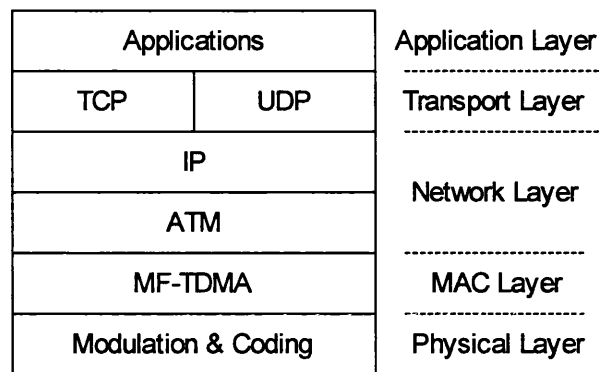 Applications
Application Layer
TCP
UDP
Transport Layer
IP
Network Layer
ATM
MF-TDMA
MAC Layer
Modulation & Coding
Physical Layer